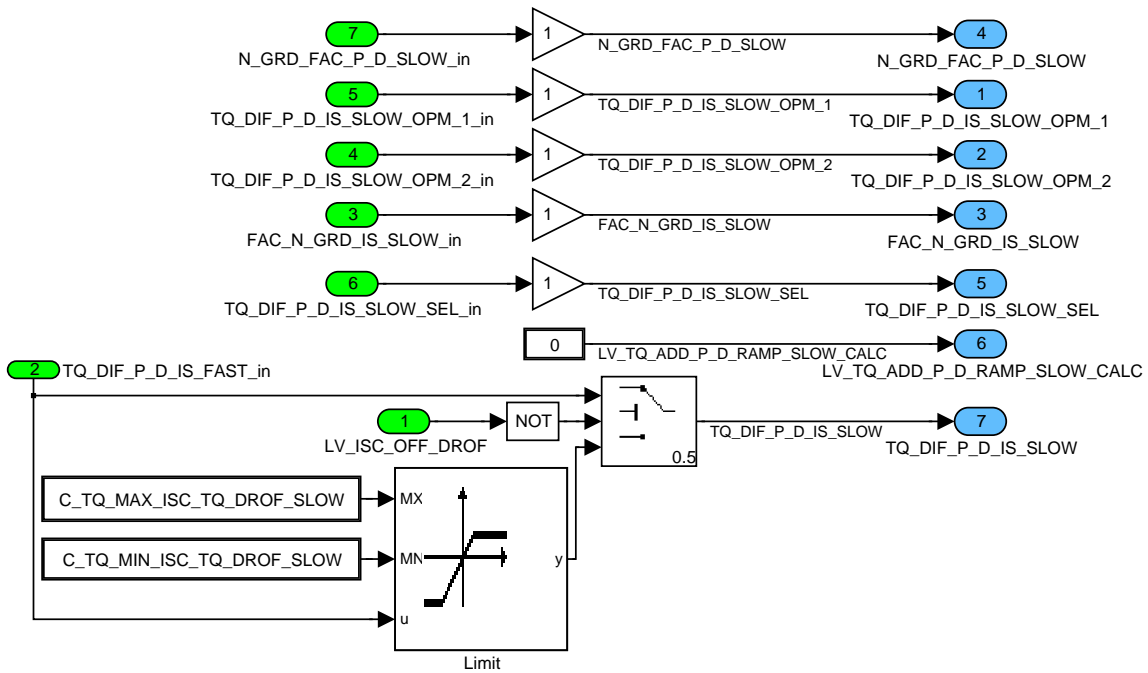 7
1
N_GRD_FAC_P_D_SLOW
4
N_GRD_FAC_P_D_SLOW_in
N_GRD_FAC_P_D_SLOW
5
1
TQ_DIF_P_D_IS_SLOW_OPM_1
1
TQ_DIF_P_D_IS_SLOW_OPM_1_in
TQ_DIF_P_D_IS_SLOW_OPM_1
4
1
TQ_DIF_P_D_IS_SLOW_OPM_2
2
TQ_DIF_P_D_IS_SLOW_OPM_2_in
TQ_DIF_P_D_IS_SLOW_OPM_2
3
1
FAC_N_GRD_IS_SLOW
3
FAC_N_GRD_IS_SLOW_in
FAC_N_GRD_IS_SLOW
6
1
TQ_DIF_P_D_IS_SLOW_SEL
5
TQ_DIF_P_D_IS_SLOW_SEL_in
TQ_DIF_P_D_IS_SLOW_SEL
0
LV_TQ_ADD_P_D_RAMP_SLOW_CALC
6
LV_TQ_ADD_P_D_RAMP_SLOW_CALC
2
TQ_DIF_P_D_IS_FAST_in
1
LV_ISC_OFF_DROF
NOT
0.5
TQ_DIF_P_D_IS_SLOW
7
TQ_DIF_P_D_IS_SLOW
C_TQ_MAX_ISC_TQ_DROF_SLOW
MX
C_TQ_MIN_ISC_TQ_DROF_SLOW
MN
y
u
Limit